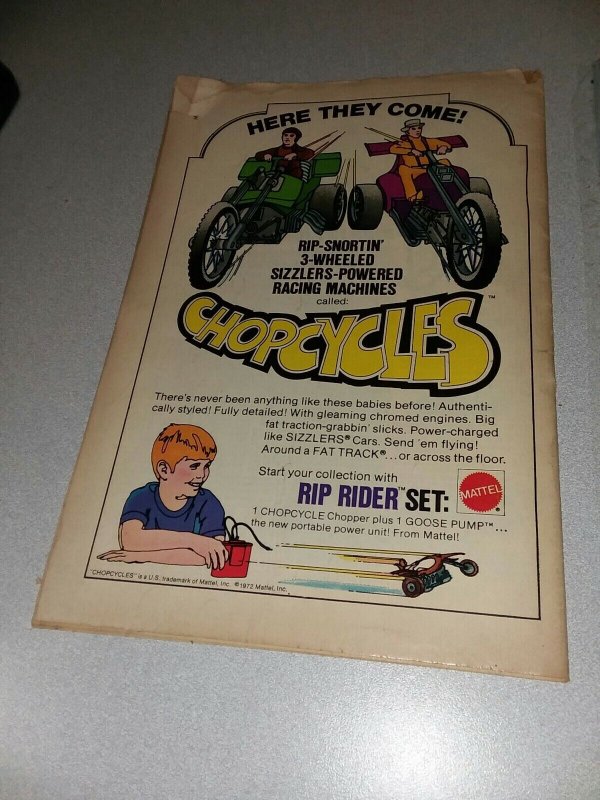 HERE THEY COME!
RIP-SNORTIN'
3-WHEELED
SIZZLERS-POWERED
RACING MACHINES
called:
CHOPCYCLES™
There's never been anything like these babies before! Authenti-
cally styled! Fully detailed! With gleaming chromed engines. Big
fat traction-grabbin' slicks. Power-charged
like SIZZLERS® Cars. Send 'em flying!
Around a FAT TRACK®...or across the floor.
Start your collection with
RIP RIDER™ SET:
MATTEL®
1 CHOPCYCLE Chopper plus 1 GOOSE PUMP™...
the new portable power unit! From Mattel!
"CHOPCYCLES" is a U.S. trademark of Mattel, Inc. ©1972 Mattel, Inc.